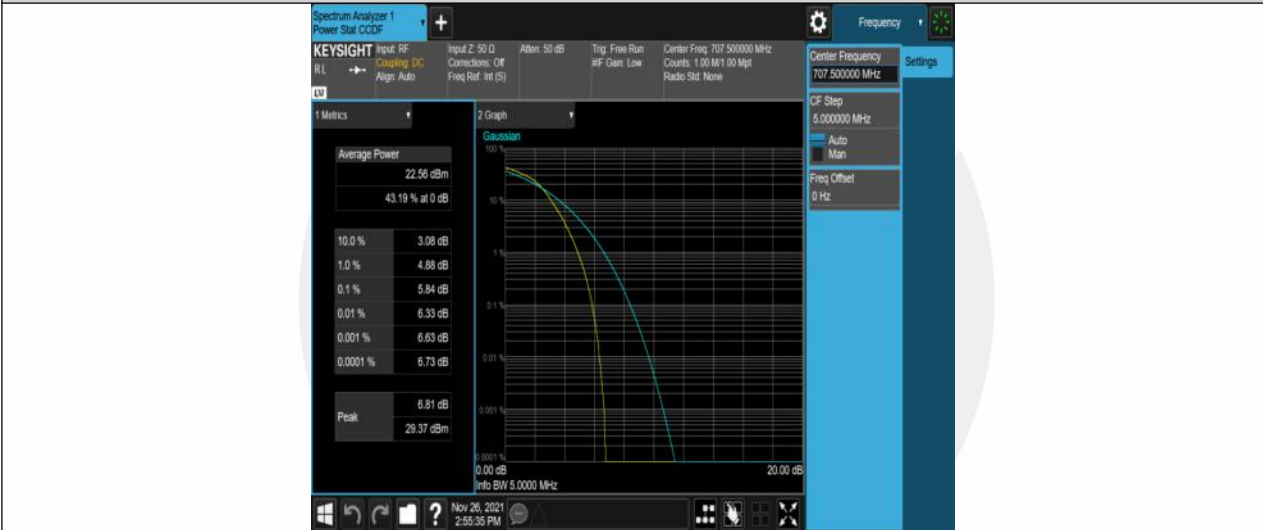 Spectrum Analyzer 1
Power Stat CCDF
Frequency
KEYSIGHT
Input: RF
Coupling: DC
Align: Auto
RL
LW
Input Z: 50 Ω
Corrections: Off
Freq Ref: Int (S)
Atten: 50 dB
Trig: Free Run
#IF Gain: Low
Center Freq: 707.500000 MHz
Counts: 1.00 M/1.00 Mpt
Radio Std: None
Center Frequency
707.500000 MHz
Settings
CF Step
5.000000 MHz
Auto
Man
Freq Offset
0 Hz
1 Metrics
Average Power
22.56 dBm
43.19 % at 0 dB
10.0 % 3.08 dB
1.0 % 4.88 dB
0.1 % 5.84 dB
0.01 % 6.33 dB
0.001 % 6.63 dB
0.0001 % 6.73 dB
Peak
6.81 dB
29.37 dBm
2 Graph
Gaussian
100 %
10 %
1 %
0.1 %
0.01 %
0.001 %
0.0001 %
0.00 dB 20.00 dB
Info BW 5.0000 MHz
?
Nov 26, 2021
2:55:35 PM